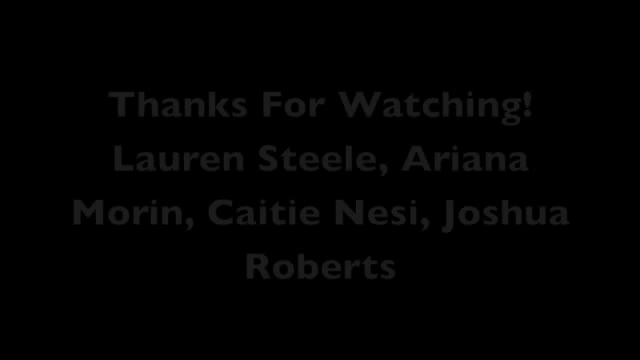 Thanks For Watching!
Lauren Steele, Ariana
Morin, Caitie Nesi, Joshua
Roberts